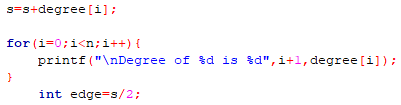 s=s+degree[i];
for(i=0;i<n;i++){
printf("\nDegree of %d is %d",i+1,degree[i]);
}
int edge=s/2;